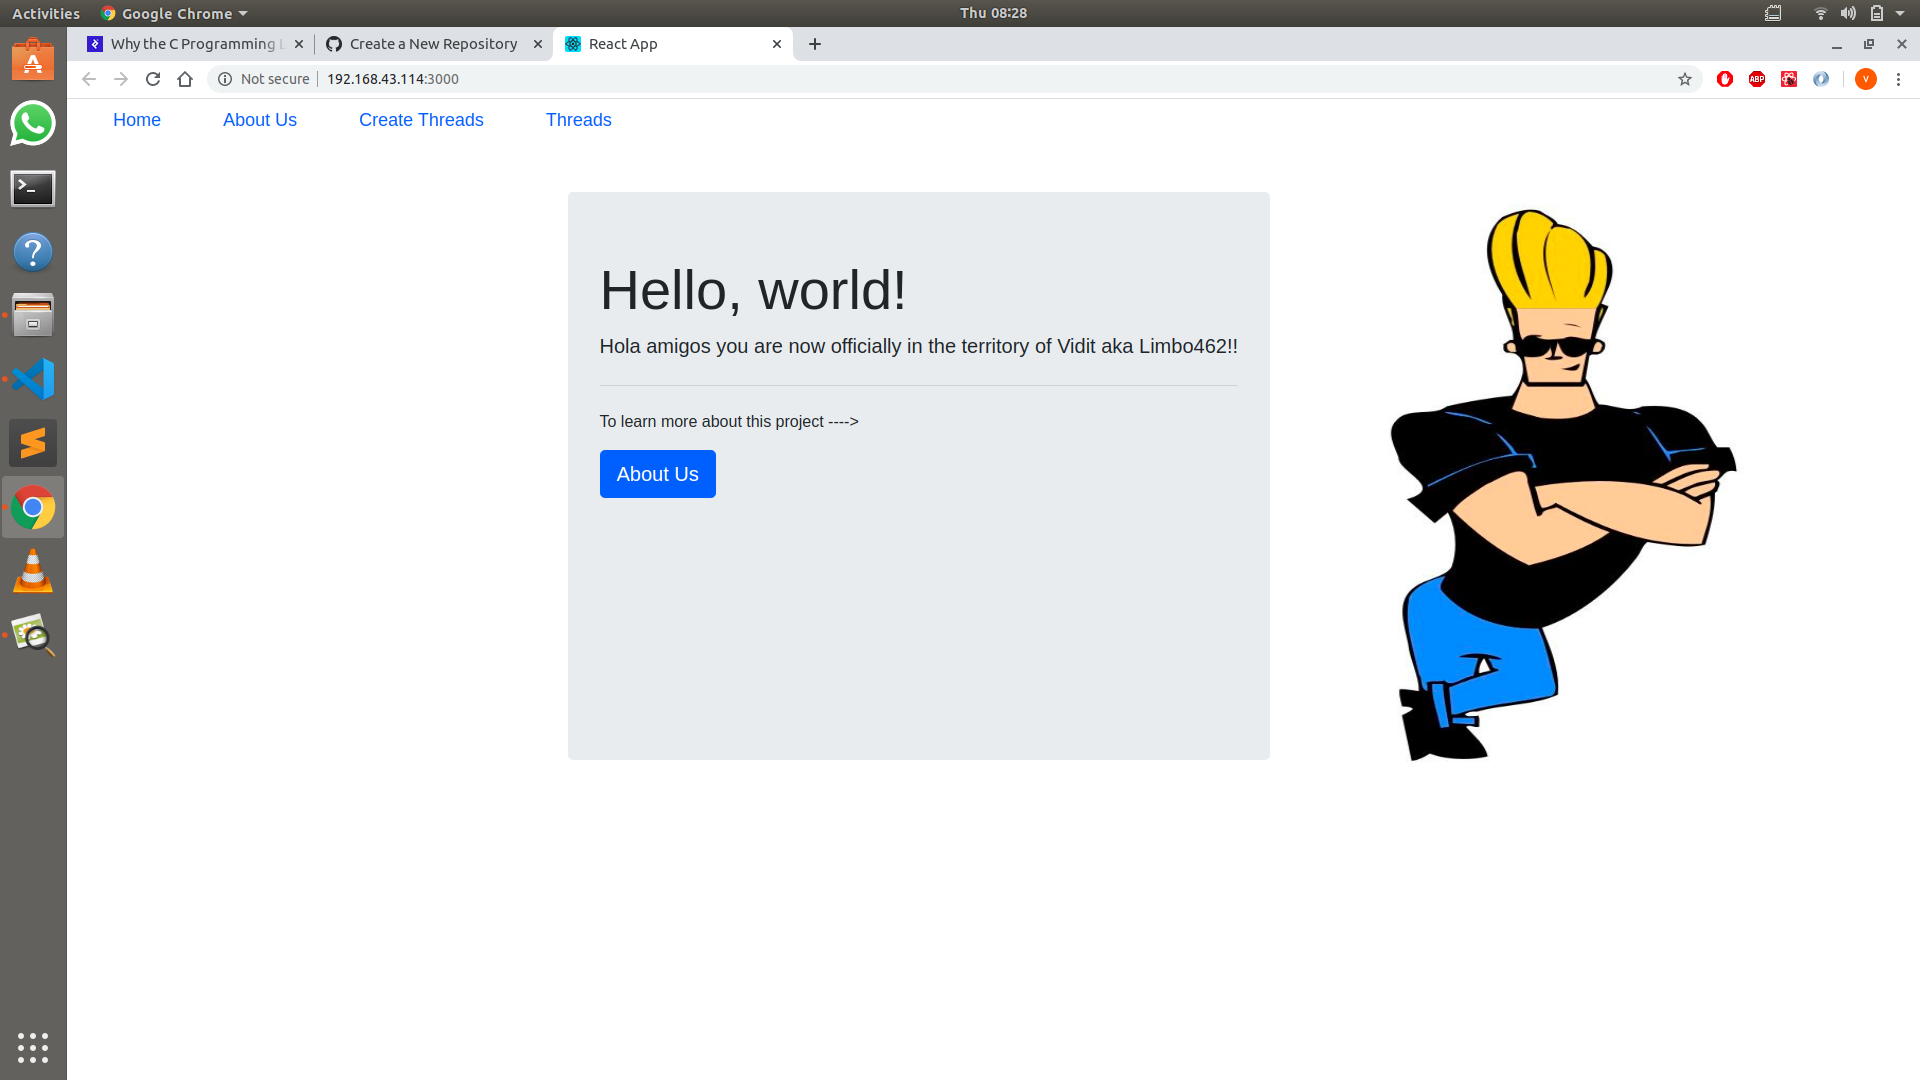 Activities
Google Chrome
Thu 08:28
Why the C Programming L
Create a New Repository
React App
Not secure
192.168.43.114:3000
ABP
V
Home
About Us
Create Threads
Threads
Hello, world!
Hola amigos you are now officially in the territory of Vidit aka Limbo462!!
To learn more about this project ---->
About Us